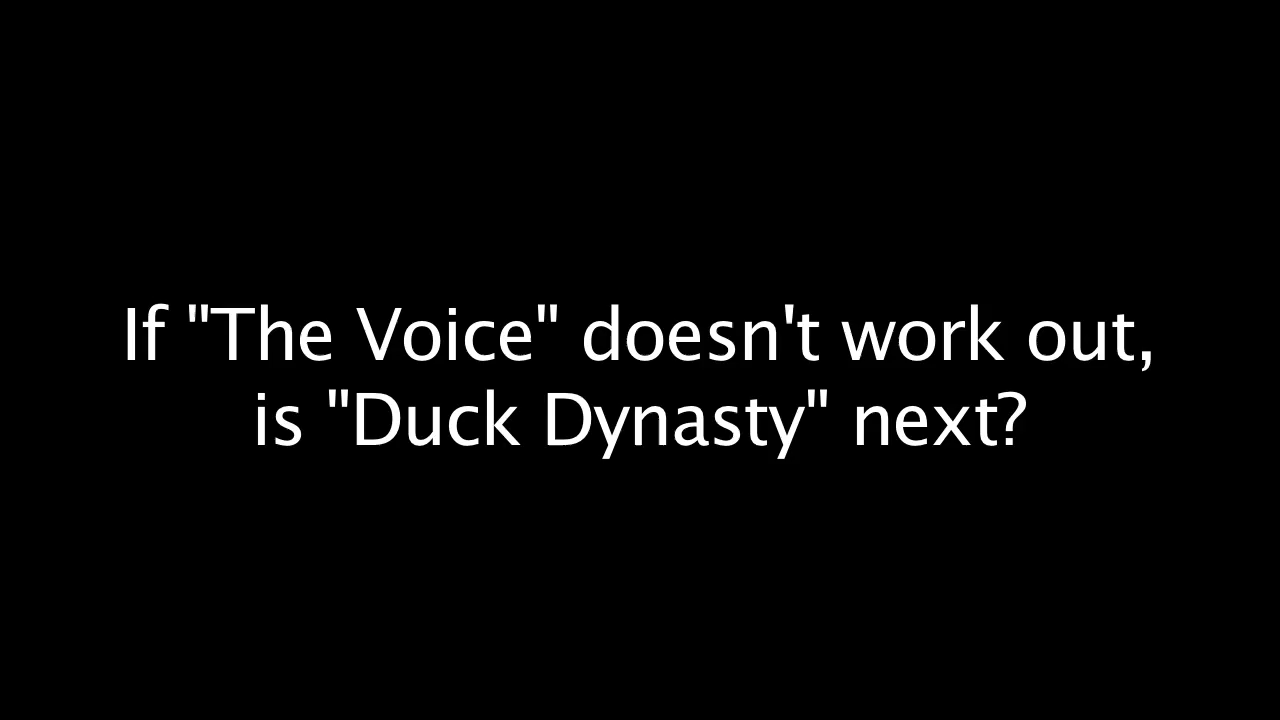 If "The Voice" doesn't work out,
is "Duck Dynasty" next?